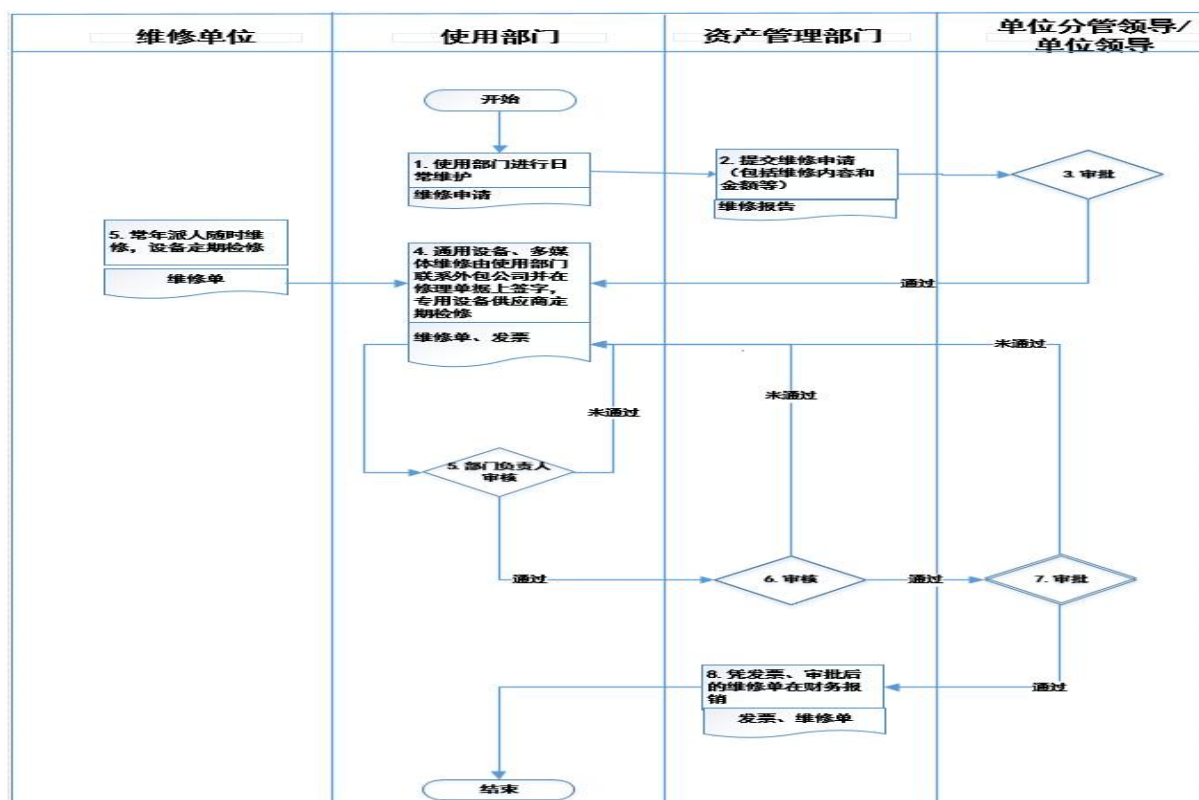 维修单位
使用部门
资产管理部门
单位分管领导/
单位领导
开始
1. 使用部门进行日
常维护
维修申请
2. 提交维修申请
（包括维修内容和
金额等）
维修报告
3. 审批
5. 常年派人随时维
修，设备定期检修
维修单
4. 通用设备、多媒
体维修由使用部门
联系外包公司并在
修理单据上签字，
专用设备供应商定
期检修
维修单、发票
通过
未通过
未通过
未通过
5. 部门负责人
审核
通过
6. 审核
通过
7. 审批
8. 凭发票、审批后
的维修单在财务报
销
发票、维修单
通过
结束